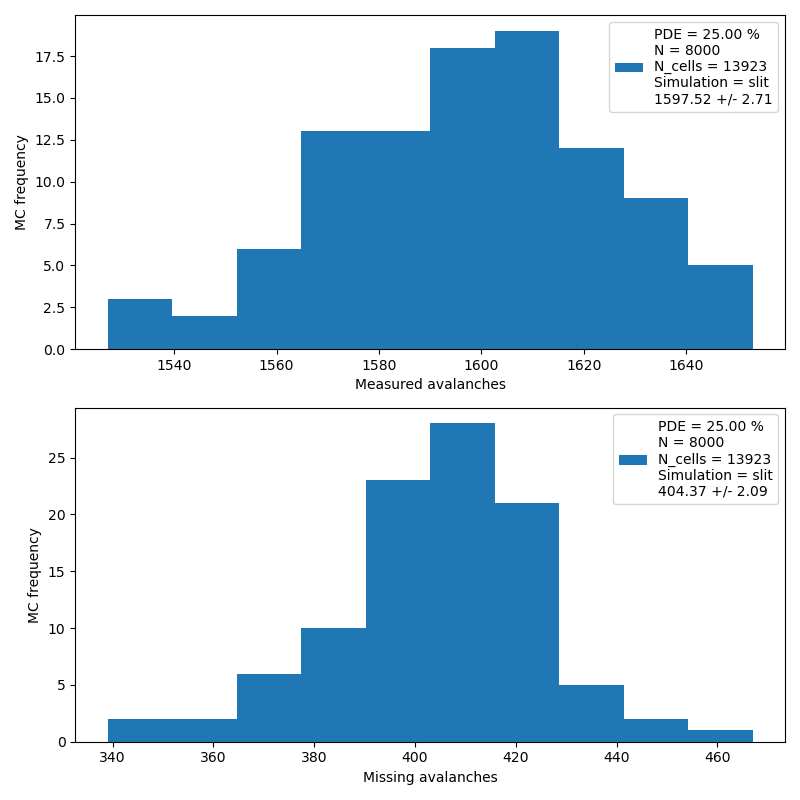 PDE = 25.00 %
N = 8000
N_cells = 13923
Simulation = slit
1597.52 +/- 2.71
MC frequency
17.5
15.0
12.5
10.0
7.5
5.0
2.5
0.0
1540 1560 1580 1600 1620 1640
Measured avalanches
PDE = 25.00 %
N = 8000
N_cells = 13923
Simulation = slit
404.37 +/- 2.09
MC frequency
25
20
15
10
5
0
340 360 380 400 420 440 460
Missing avalanches